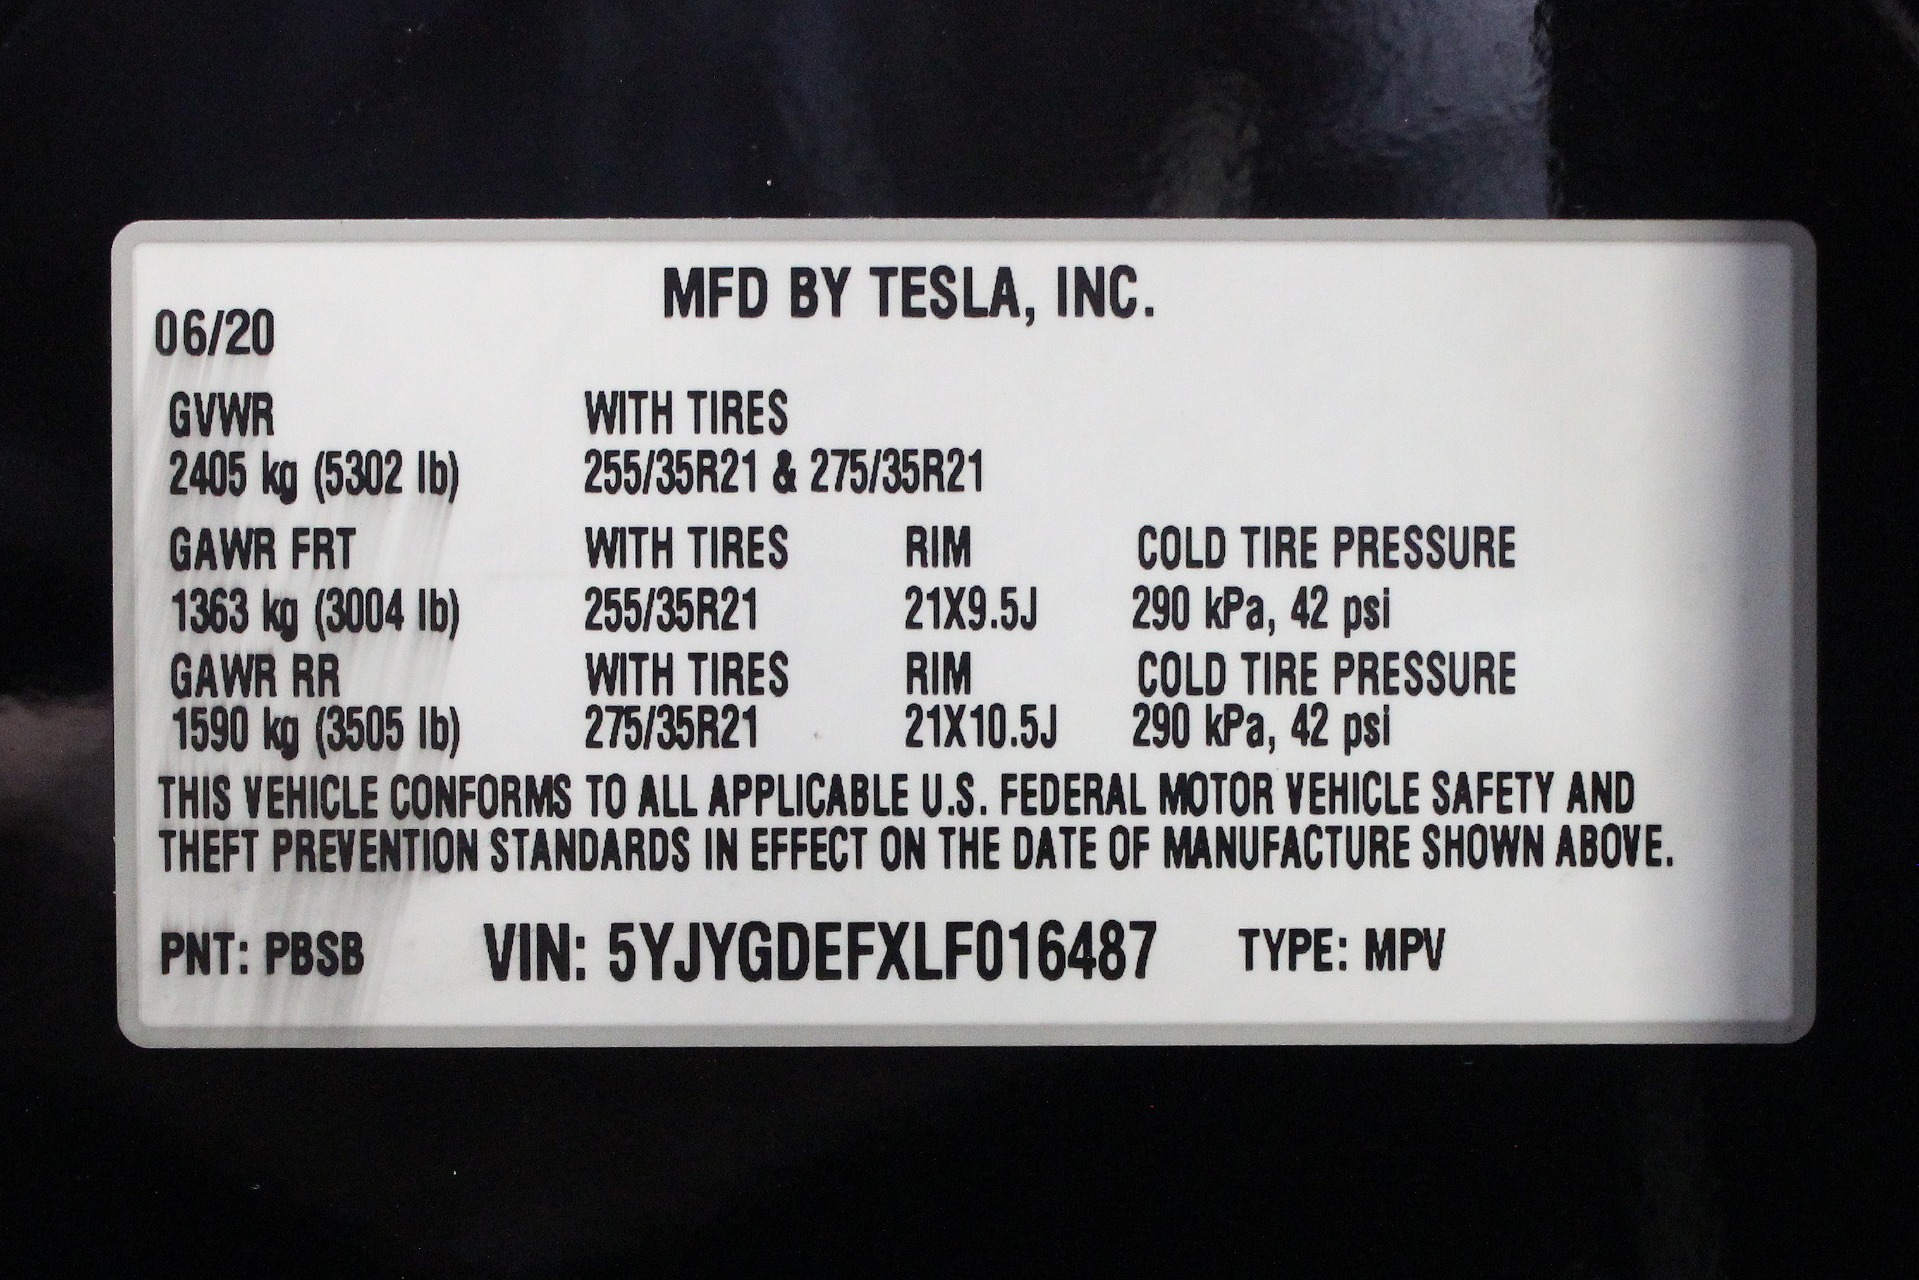 MFD BY TESLA, INC.
06/20
GVWR WITH TIRES
2405 kg (5302 lb) 255/35R21 & 275/35R21
GAWR FRT WITH TIRES RIM COLD TIRE PRESSURE
1363 kg (3004 lb) 255/35R21 21X9.5J 290 kPa, 42 psi
GAWR RR WITH TIRES RIM COLD TIRE PRESSURE
1590 kg (3505 lb) 275/35R21 21X10.5J 290 kPa, 42 psi
THIS VEHICLE CONFORMS TO ALL APPLICABLE U.S. FEDERAL MOTOR VEHICLE SAFETY AND
THEFT PREVENTION STANDARDS IN EFFECT ON THE DATE OF MANUFACTURE SHOWN ABOVE.
PNT: PBSB VIN: 5YJYGDEFXLF016487 TYPE: MPV